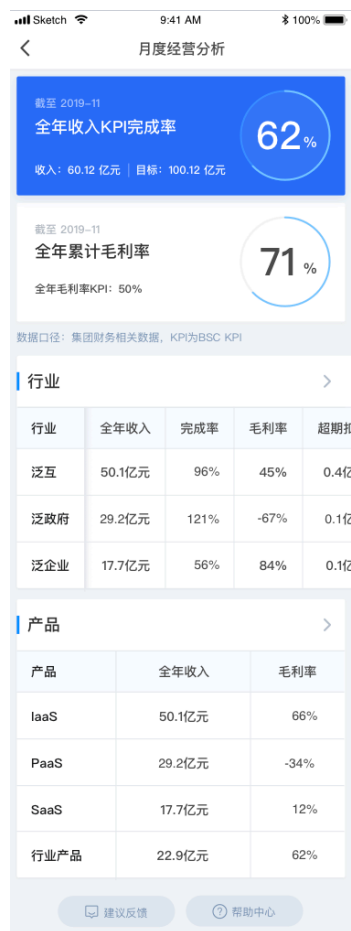 Sketch 9:41 AM 100%
月度经营分析
截至 2019-11
全年收入KPI完成率
62%
收入：60.12 亿元 | 目标：100.12 亿元
截至 2019-11
全年累计毛利率
71%
全年毛利率KPI：50%
数据口径：集团财务相关数据，KPI为BSC KPI
行业
行业 全年收入 完成率 毛利率 超期
泛互 50.1亿元 96% 45% 0.4亿
泛政府 29.2亿元 121% -67% 0.1亿
泛企业 17.7亿元 56% 84% 0.1亿
产品
产品 全年收入 毛利率
IaaS 50.1亿元 66%
PaaS 29.2亿元 -34%
SaaS 17.7亿元 12%
行业产品 22.9亿元 62%
建议反馈 帮助中心